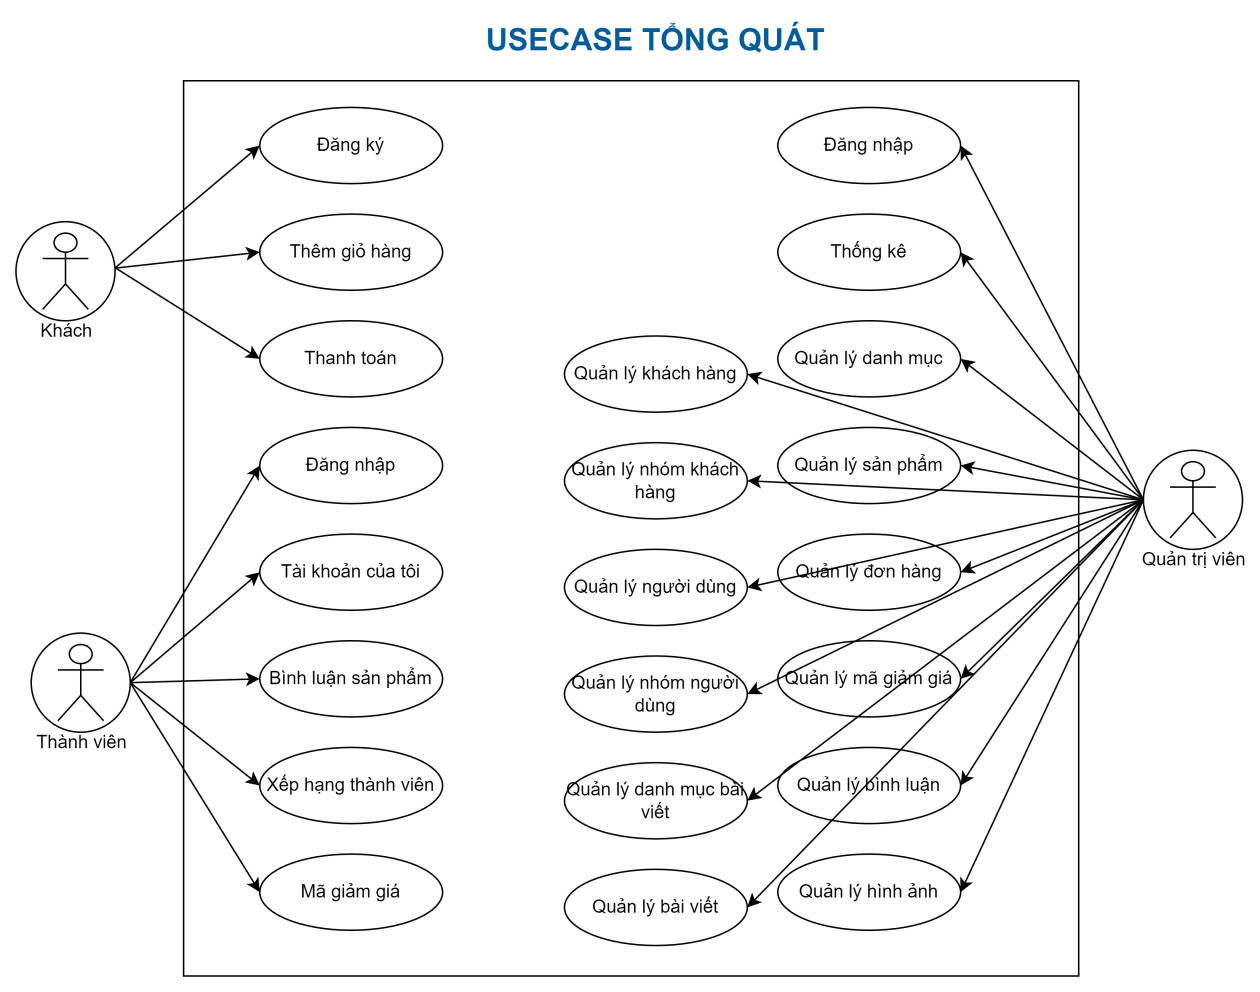 USECASE TỔNG QUÁT
Đăng ký
Thêm giỏ hàng
Thanh toán
Khách
Đăng nhập
Tài khoản của tôi
Bình luận sản phẩm
Xếp hạng thành viên
Mã giảm giá
Thành viên
Quản lý khách hàng
Quản lý nhóm khách
hàng
Quản lý người dùng
Quản lý nhóm người
dùng
Quản lý danh mục bài
viết
Quản lý bài viết
Đăng nhập
Thống kê
Quản lý danh mục
Quản lý sản phẩm
Quản lý đơn hàng
Quản lý mã giảm giá
Quản lý bình luận
Quản lý hình ảnh
Quản trị viên